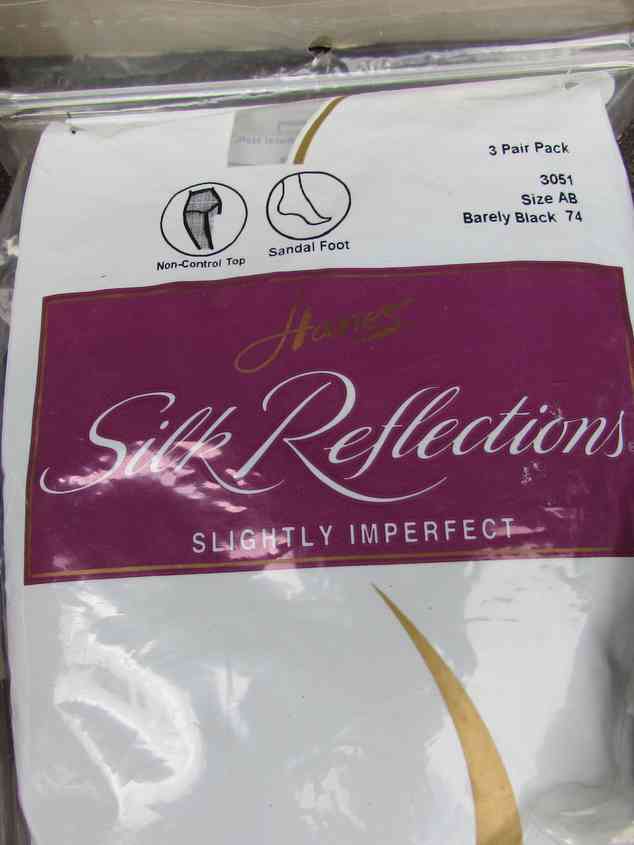 3 Pair Pack
3051
Size AB
Barely Black 74
Non-Control Top
Sandal Foot
Hanes
Silk Reflections
SLIGHTLY IMPERFECT